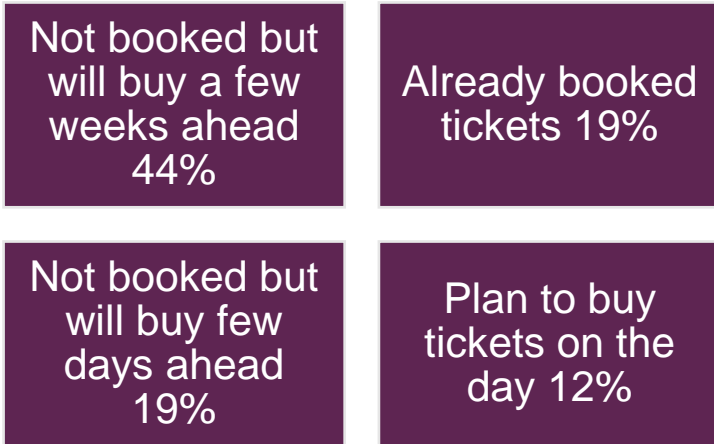 Not booked but
will buy a few
weeks ahead
44%
Already booked
tickets 19%
Not booked but
will buy few
days ahead
19%
Plan to buy
tickets on the
day 12%